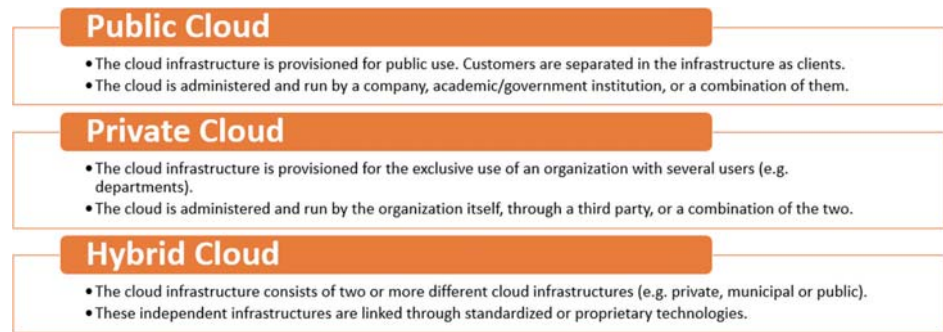 Public Cloud
•The cloud infrastructure is provisioned for public use. Customers are separated in the infrastructure as clients.
•The cloud is administered and run by a company, academic/government institution, or a combination of them.
Private Cloud
•The cloud infrastructure is provisioned for the exclusive use of an organization with several users (e.g.
departments).
•The cloud is administered and run by the organization itself, through a third party, or a combination of the two.
Hybrid Cloud
•The cloud infrastructure consists of two or more different cloud infrastructures (e.g. private, municipal or public).
•These independent infrastructures are linked through standardized or proprietary technologies.